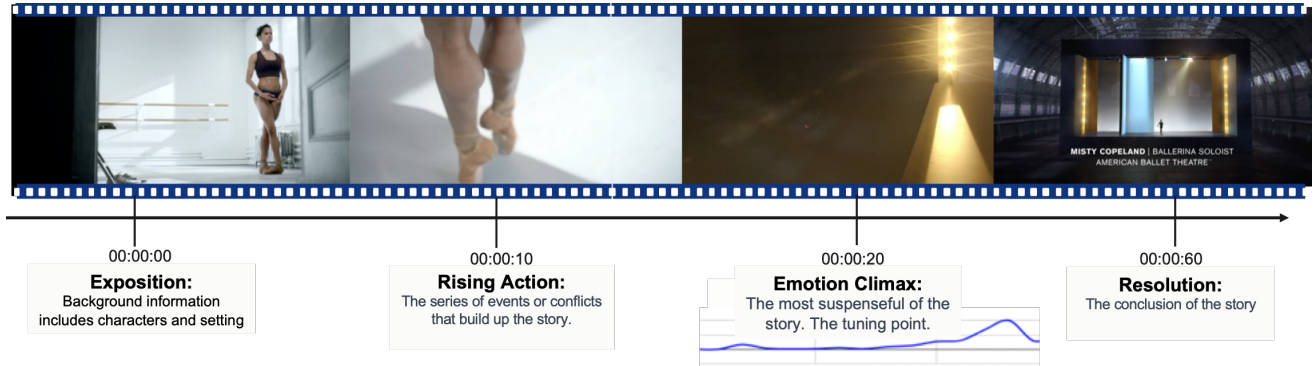 MISTY COPELAND | BALLERINA SOLOIST
AMERICAN BALLET THEATRE
00:00:00
Exposition:
Background information
includes characters and setting
00:00:10
Rising Action:
The series of events or conflicts
that build up the story.
00:00:20
Emotion Climax:
The most suspenseful of the
story. The tuning point.
00:00:60
Resolution:
The conclusion of the story